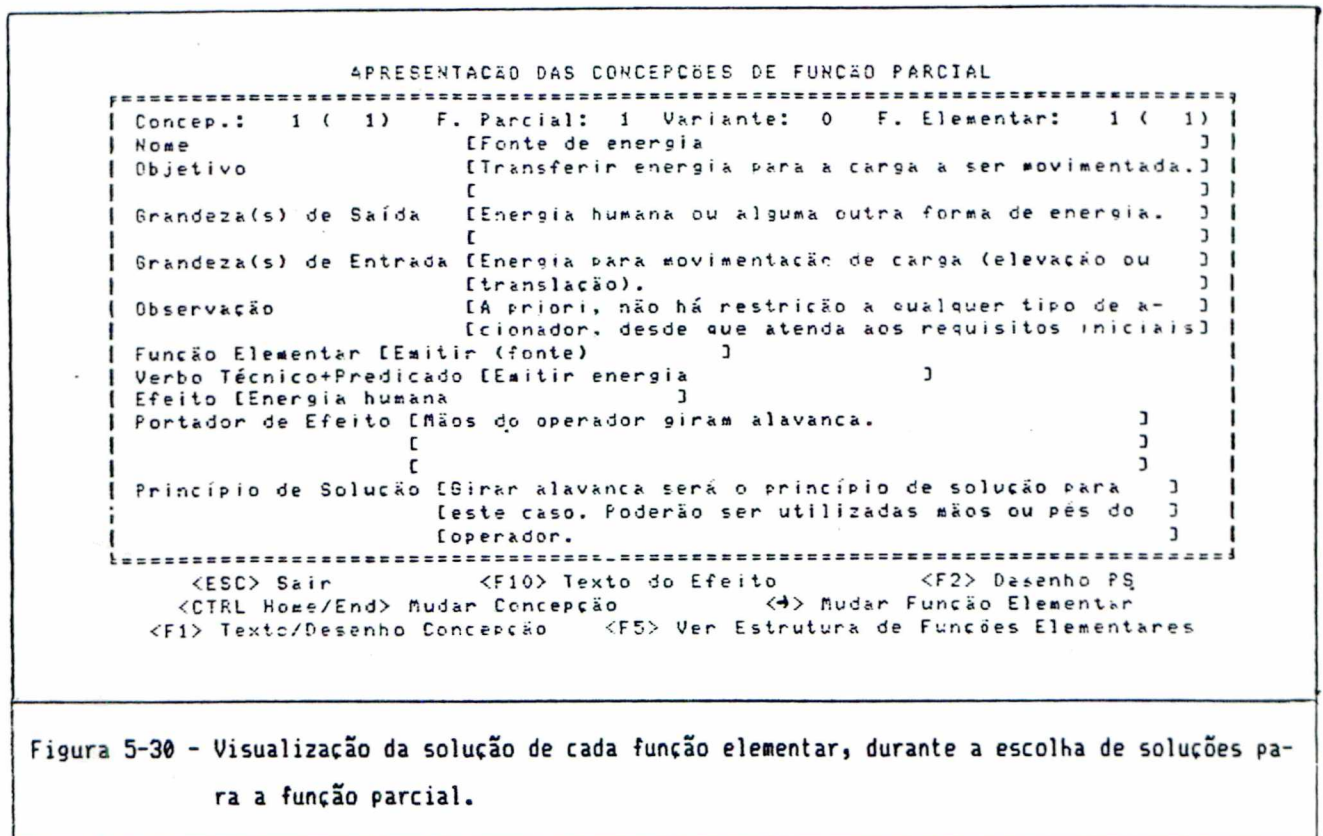 APRESENTACÃO DAS CONCEPCÕES DE FUNCÃO PARCIAL
Concep.: 1 ( 1) F. Parcial: 1 Variante: 0 F. Elementar: 1 ( 1)
Nome [Fonte de energia ]
Objetivo [Transferir energia para a carga a ser movimentada.]
[ ]
Grandeza(s) de Saída [Energia humana ou alguma outra forma de energia. ]
[ ]
Grandeza(s) de Entrada [Energia para movimentacão de carga (elevação ou ]
[translação). ]
Observação [A priori, não há restricão a qualquer tipo de a- ]
[cionador. desde que atenda aos requisitos iniciais]
Funcão Elementar [Emitir (fonte) ]
Verbo Técnico+Predicado [Emitir energia ]
Efeito [Energia humana ]
Portador de Efeito [Mãos do operador giram alavanca. ]
[ ]
[ ]
Princípio de Solucão [Girar alavanca será o princípio de solucão para ]
[este caso. Poderão ser utilizadas mãos ou pés do ]
[operador. ]
<ESC> Sair <F10> Texto do Efeito <F2> Desenho PS
<CTRL Home/End> Mudar Concepção <→> Mudar Funcão Elementar
<F1> Texto/Desenho Concepcão <F5> Ver Estrutura de Funcões Elementares
Figura 5-30 - Visualização da solução de cada função elementar, durante a escolha de soluções pa-
ra a função parcial.